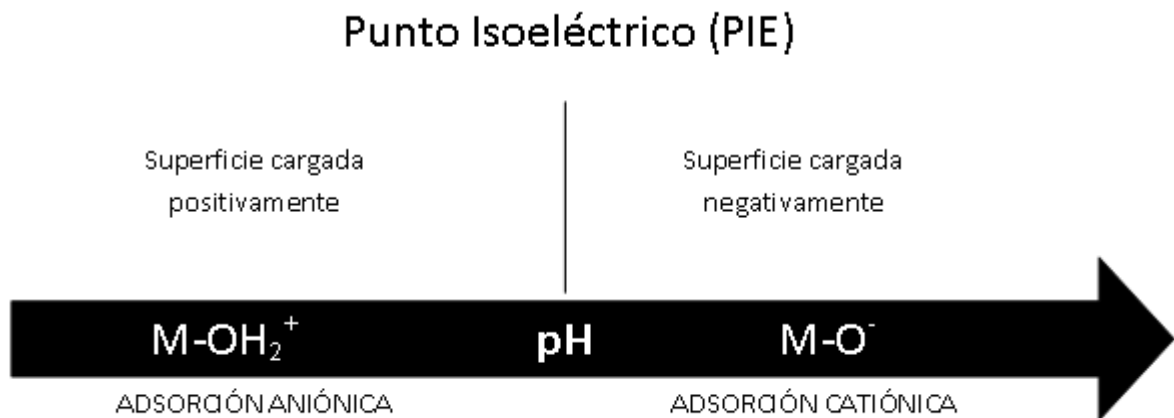 Punto Isoeléctrico (PIE)
Superficie cargada
positivamente
Superficie cargada
negativamente
M-OH₂⁺
pH
M-O⁻
ADSORCIÓN ANIÓNICA
ADSORCIÓN CATIÓNICA